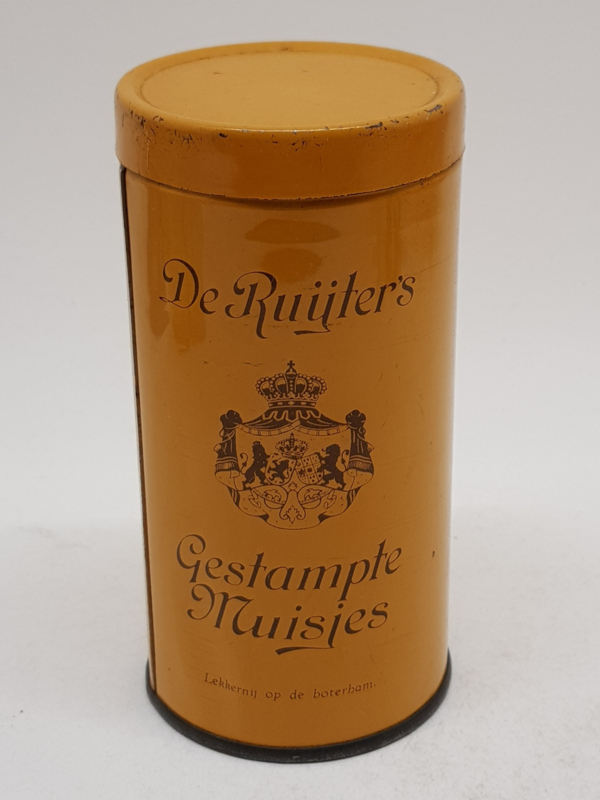 De Ruijter's
Gestampte
Muisjes
Lekkernij op de boterham.